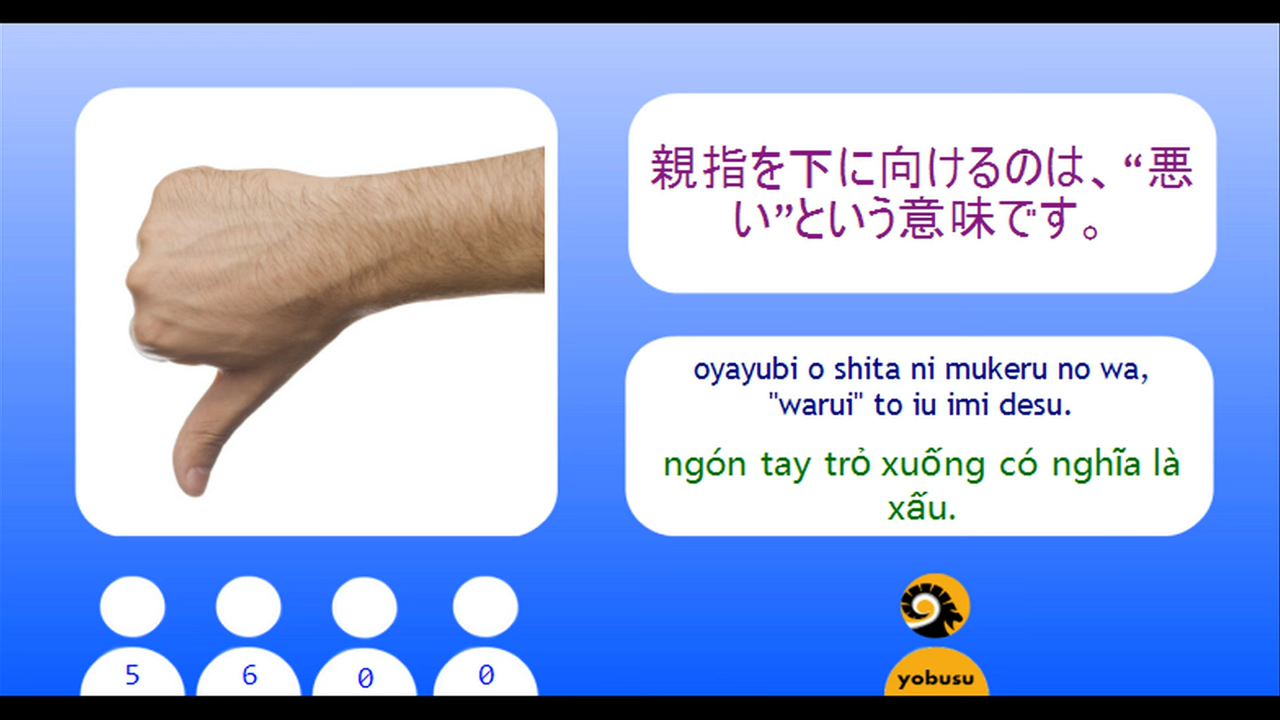 親指を下に向けるのは、“悪
い”という意味です。
oyayubi o shita ni mukeru no wa,
"warui" to iu imi desu.
ngón tay trỏ xuống có nghĩa là
xấu.
5 6 0 0
yobusu